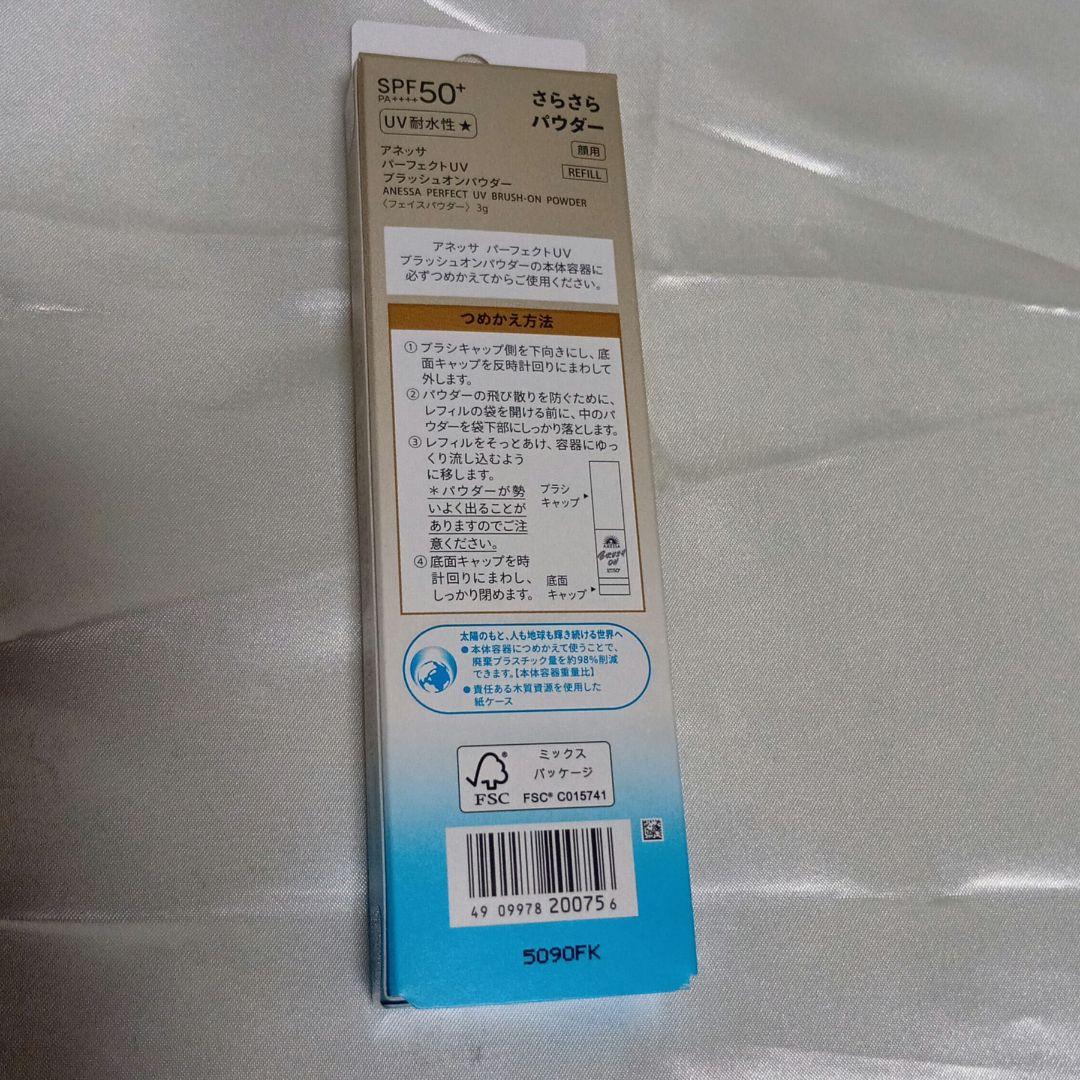 SPF50+
PA++++
UV耐水性★
さらさら
パウダー
顔用
REFILL
アネッサ
パーフェクトUV
ブラッシュオンパウダー
ANESSA PERFECT UV BRUSH-ON POWDER
〈フェイスパウダー〉3g
アネッサ パーフェクトUV
ブラッシュオンパウダーの本体容器に
必ずつめかえてからご使用ください。
つめかえ方法
① ブラシキャップ側を下向きにし、底
面キャップを反時計回りにまわして
外します。
② パウダーの飛び散りを防ぐために、
レフィルの袋を開ける前に、中のパ
ウダーを袋下部にしっかり落とします。
③ レフィルをそっとあけ、容器にゆっ
くり流し込むよう
に移します。
＊パウダーが勢
いよく出ることが
ありますのでご注
意ください。
④ 底面キャップを時
計回りにまわし、
しっかり閉めます。
ブラシ
キャップ
ANESSA
BRUSH
ON
底面
キャップ
太陽のもと、人も地球も輝き続ける世界へ
●本体容器につめかえて使うことで、
廃棄プラスチック量を約98%削減
できます。【本体容器重量比】
●責任ある木質資源を使用した
紙ケース
FSC
ミックス
パッケージ
FSC® C015741
49 09978 200756
5090FK